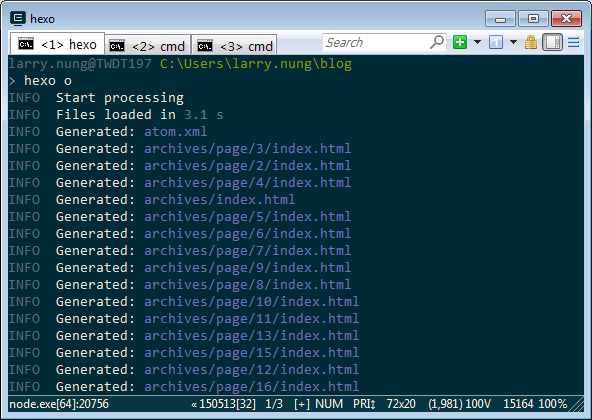 hexo
<1> hexo <2> cmd <3> cmd Search
larry.nung@TWDT197 C:\Users\larry.nung\blog
> hexo o
INFO Start processing
INFO Files loaded in 3.1 s
INFO Generated: atom.xml
INFO Generated: archives/page/3/index.html
INFO Generated: archives/page/2/index.html
INFO Generated: archives/page/4/index.html
INFO Generated: archives/index.html
INFO Generated: archives/page/5/index.html
INFO Generated: archives/page/6/index.html
INFO Generated: archives/page/7/index.html
INFO Generated: archives/page/9/index.html
INFO Generated: archives/page/8/index.html
INFO Generated: archives/page/10/index.html
INFO Generated: archives/page/11/index.html
INFO Generated: archives/page/13/index.html
INFO Generated: archives/page/15/index.html
INFO Generated: archives/page/12/index.html
INFO Generated: archives/page/16/index.html
node.exe[64]:20756 «150513[32] 1/3 [+] NUM PRI↕ 72x20 (1,981) 100V 15164 100%